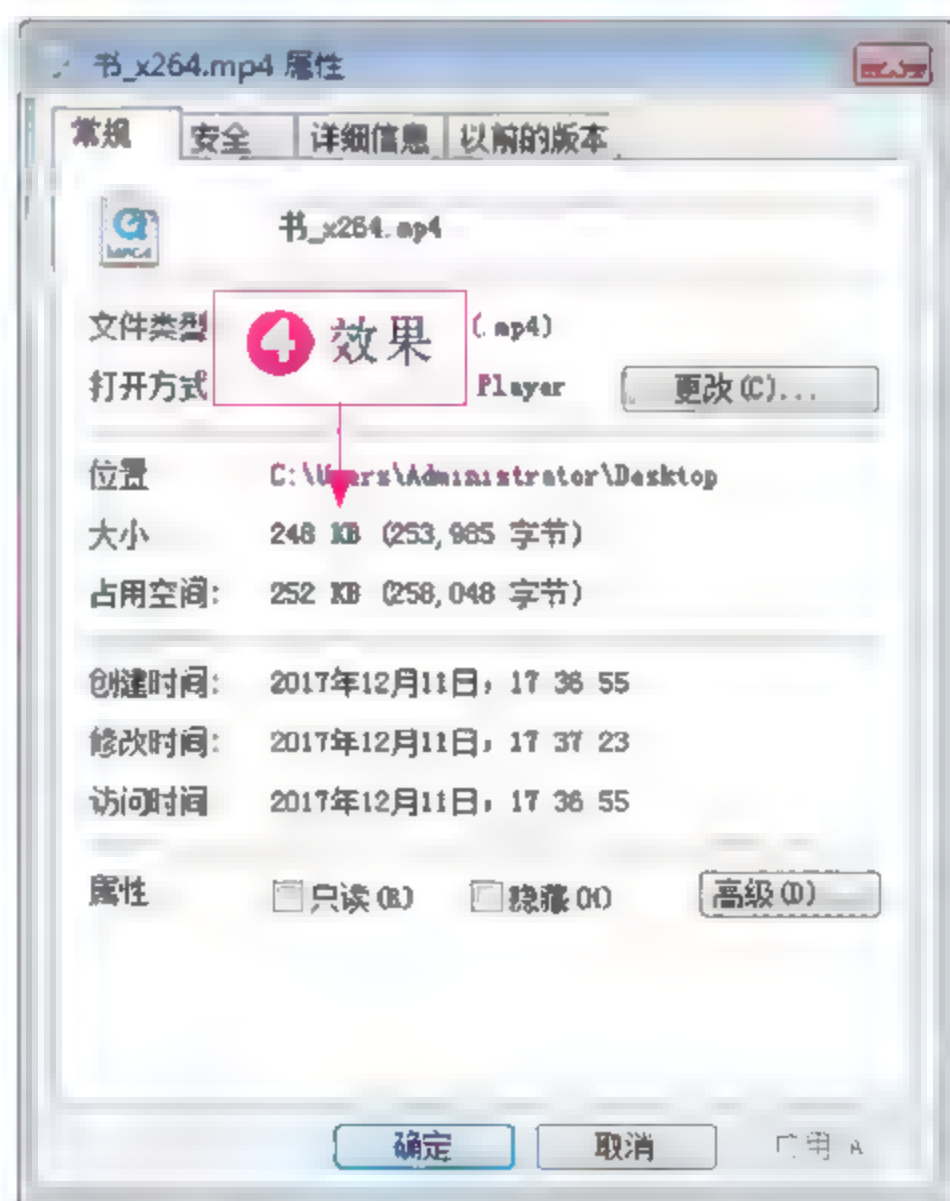 书_x264.mp4 属性
常规 安全 详细信息 以前的版本
书_x264.mp4
文件类型 (.mp4)
4 效果
打开方式 Player 更改(C)...
位置 C:\Users\Administrator\Desktop
大小 248 KB (253,985 字节)
占用空间: 252 KB (258,048 字节)
创建时间: 2017年12月11日, 17 36 55
修改时间: 2017年12月11日, 17 37 23
访问时间 2017年12月11日, 17 36 55
属性 只读(R) 隐藏(H) 高级(D)
确定 取消